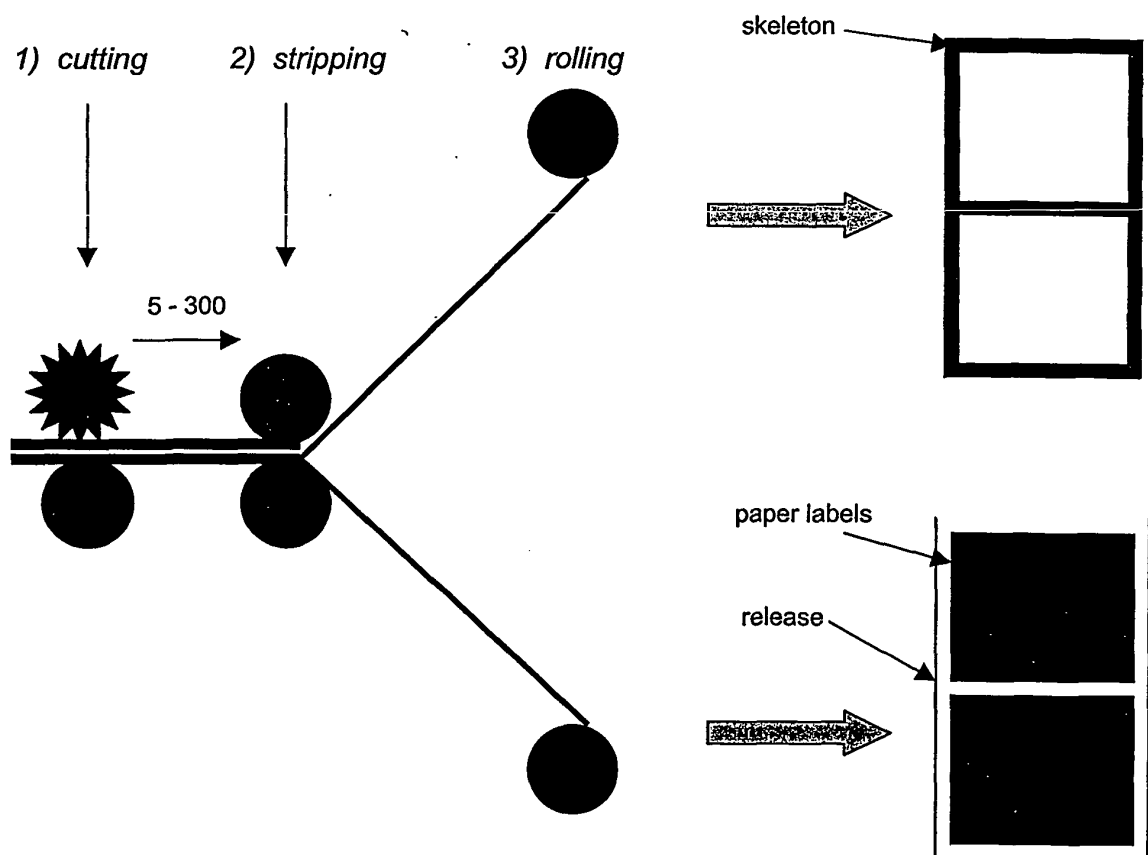 1) cutting
2) stripping
3) rolling
skeleton
5 - 300
paper labels
release